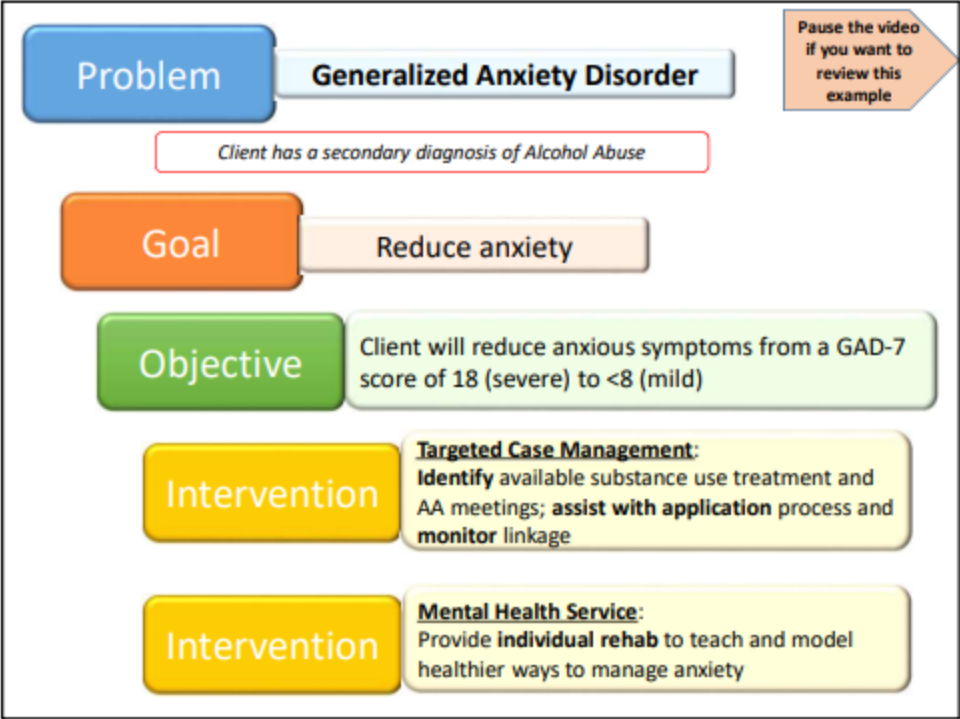 Problem
Generalized Anxiety Disorder
Pause the video
if you want to
review this
example
Client has a secondary diagnosis of Alcohol Abuse
Goal
Reduce anxiety
Objective
Client will reduce anxious symptoms from a GAD-7
score of 18 (severe) to <8 (mild)
Intervention
Targeted Case Management:
Identify available substance use treatment and
AA meetings; assist with application process and
monitor linkage
Intervention
Mental Health Service:
Provide individual rehab to teach and model
healthier ways to manage anxiety